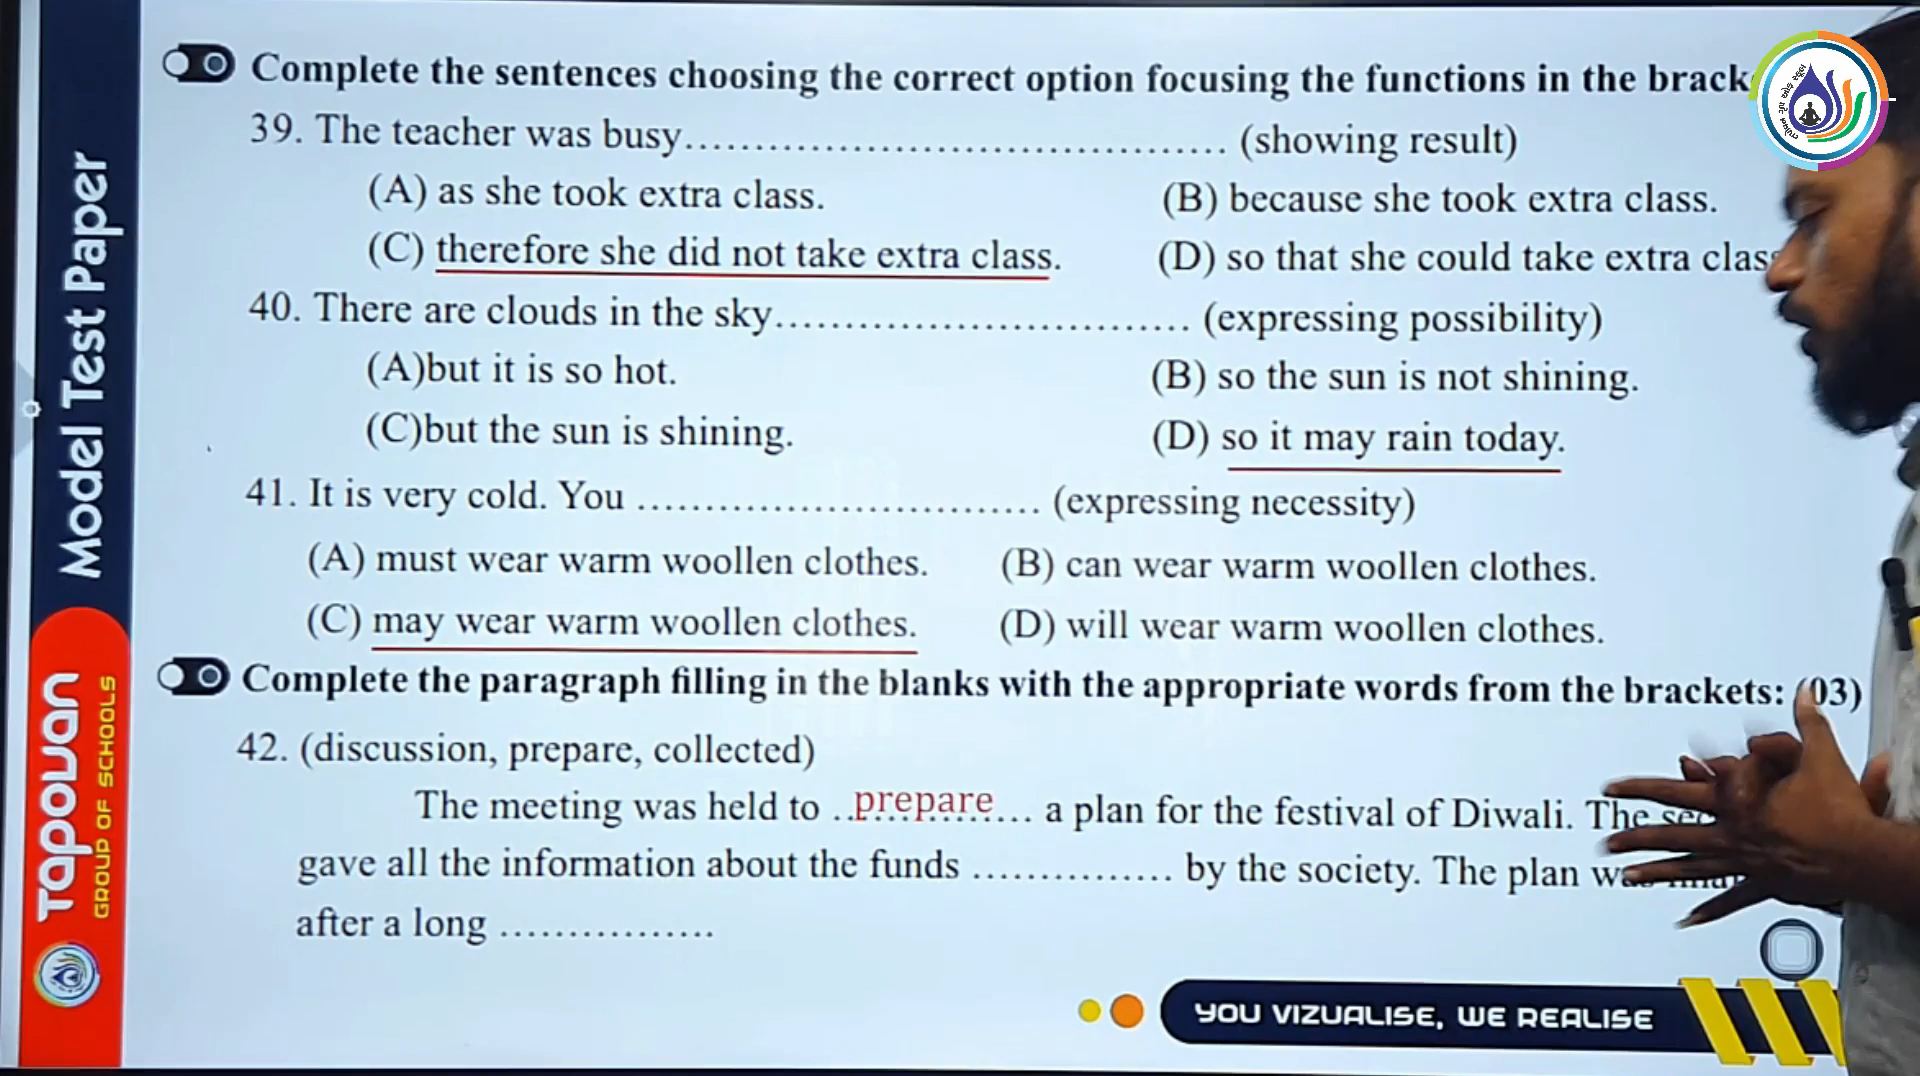 Complete the sentences choosing the correct option focusing the functions in the
39. The teacher was busy....................................... (showing result)
(A) as she took extra class. (B) because she took extra class.
(C) therefore she did not take extra class. (D) so that she could take extra
40. There are clouds in the sky.............................. (expressing possibility)
(A)but it is so hot. (B) so the sun is not shining.
(C)but the sun is shining. (D) so it may rain today.
41. It is very cold. You .............................. (expressing necessity)
(A) must wear warm woollen clothes. (B) can wear warm woollen clothes.
(C) may wear warm woollen clothes. (D) will wear warm woollen clothes.
Complete the paragraph filling in the blanks with the appropriate words from the brackets: (03)
42. (discussion, prepare, collected)
The meeting was held to ..prepare... a plan for the festival of Diwali. The
gave all the information about the funds ............... by the society. The plan
after a long ................
YOU VIZUALISE, WE REALISE
Model Test Paper
TAPOVAN
GROUP OF SCHOOLS